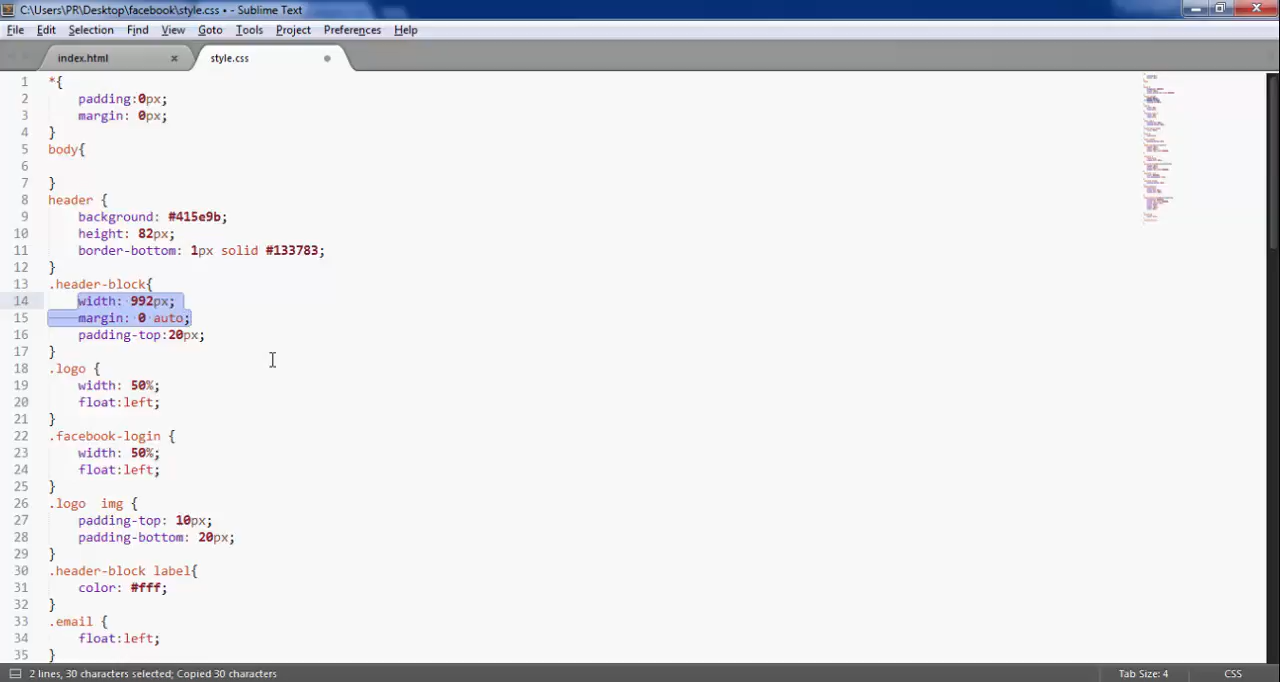 C:\Users\PR\Desktop\facebook\style.css • - Sublime Text
File Edit Selection Find View Goto Tools Project Preferences Help
index.html × style.css
1 *{
2 padding:0px;
3 margin: 0px;
4 }
5 body{
6
7 }
8 header {
9 background: #415e9b;
10 height: 82px;
11 border-bottom: 1px solid #133783;
12 }
13 .header-block{
14 width: 992px;
15 margin: 0 auto;
16 padding-top:20px;
17 }
18 .logo {
19 width: 50%;
20 float:left;
21 }
22 .facebook-login {
23 width: 50%;
24 float:left;
25 }
26 .logo  img {
27 padding-top: 10px;
28 padding-bottom: 20px;
29 }
30 .header-block label{
31 color: #fff;
32 }
33 .email {
34 float:left;
35 }
2 lines, 30 characters selected; Copied 30 characters Tab Size: 4 CSS